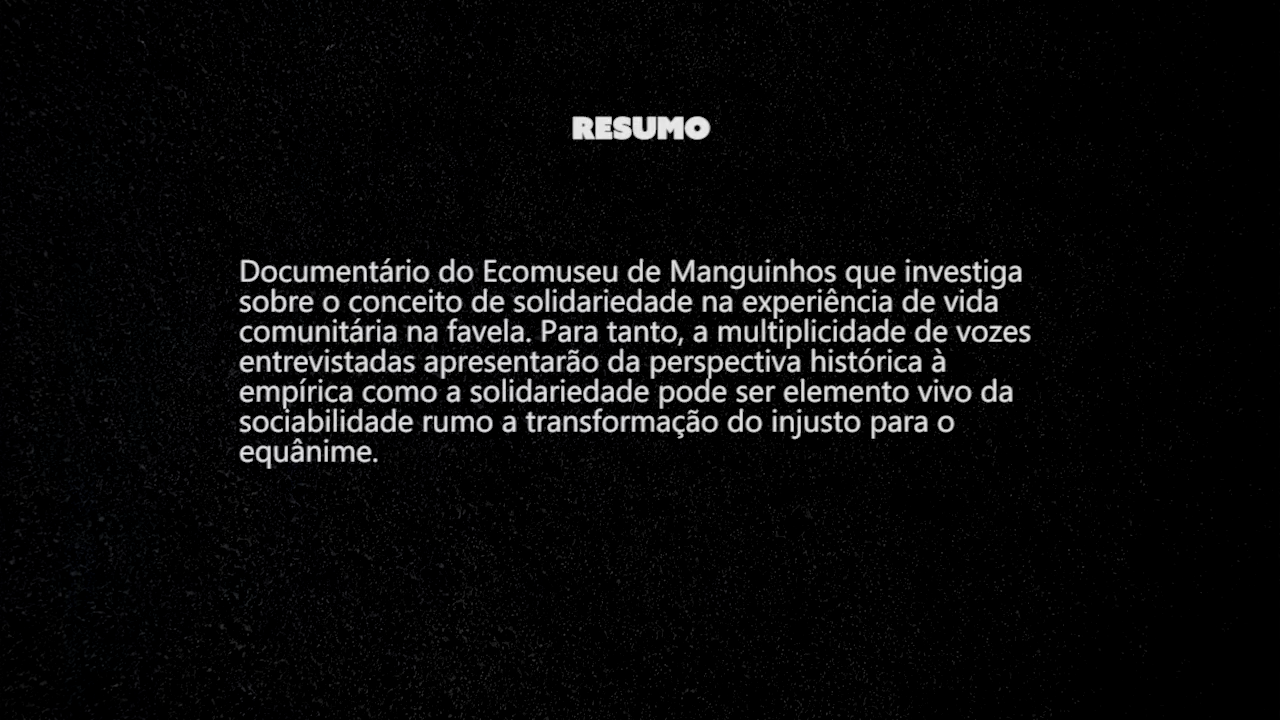 RESUMO
Documentário do Ecomuseu de Manguinhos que investiga
sobre o conceito de solidariedade na experiência de vida
comunitária na favela. Para tanto, a multiplicidade de vozes
entrevistadas apresentarão da perspectiva histórica à
empírica como a solidariedade pode ser elemento vivo da
sociabilidade rumo a transformação do injusto para o
equânime.